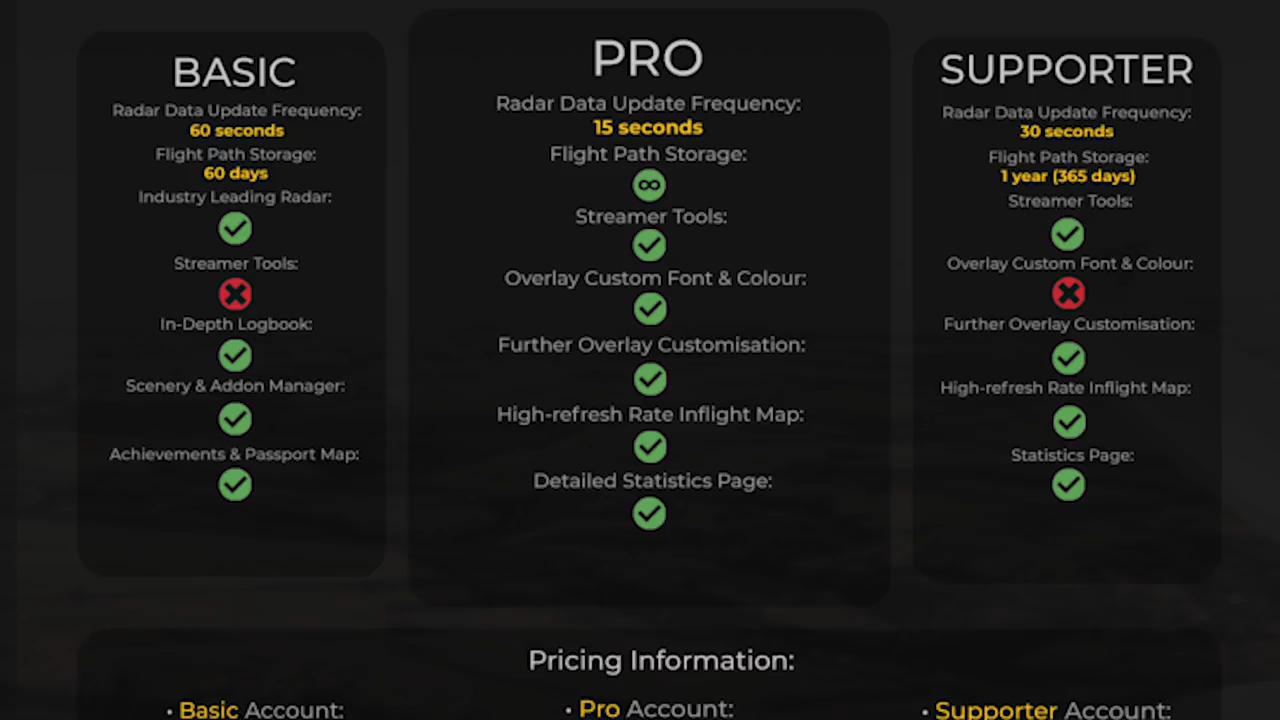 BASIC
Radar Data Update Frequency:
60 seconds
Flight Path Storage:
60 days
Industry Leading Radar:
Streamer Tools:
In-Depth Logbook:
Scenery & Addon Manager:
Achievements & Passport Map:
PRO
Radar Data Update Frequency:
15 seconds
Flight Path Storage:
∞
Streamer Tools:
Overlay Custom Font & Colour:
Further Overlay Customisation:
High-refresh Rate Inflight Map:
Detailed Statistics Page:
SUPPORTER
Radar Data Update Frequency:
30 seconds
Flight Path Storage:
1 year (365 days)
Streamer Tools:
Overlay Custom Font & Colour:
Further Overlay Customisation:
High-refresh Rate Inflight Map:
Statistics Page:
Pricing Information:
• Basic Account:
• Pro Account:
• Supporter Account: